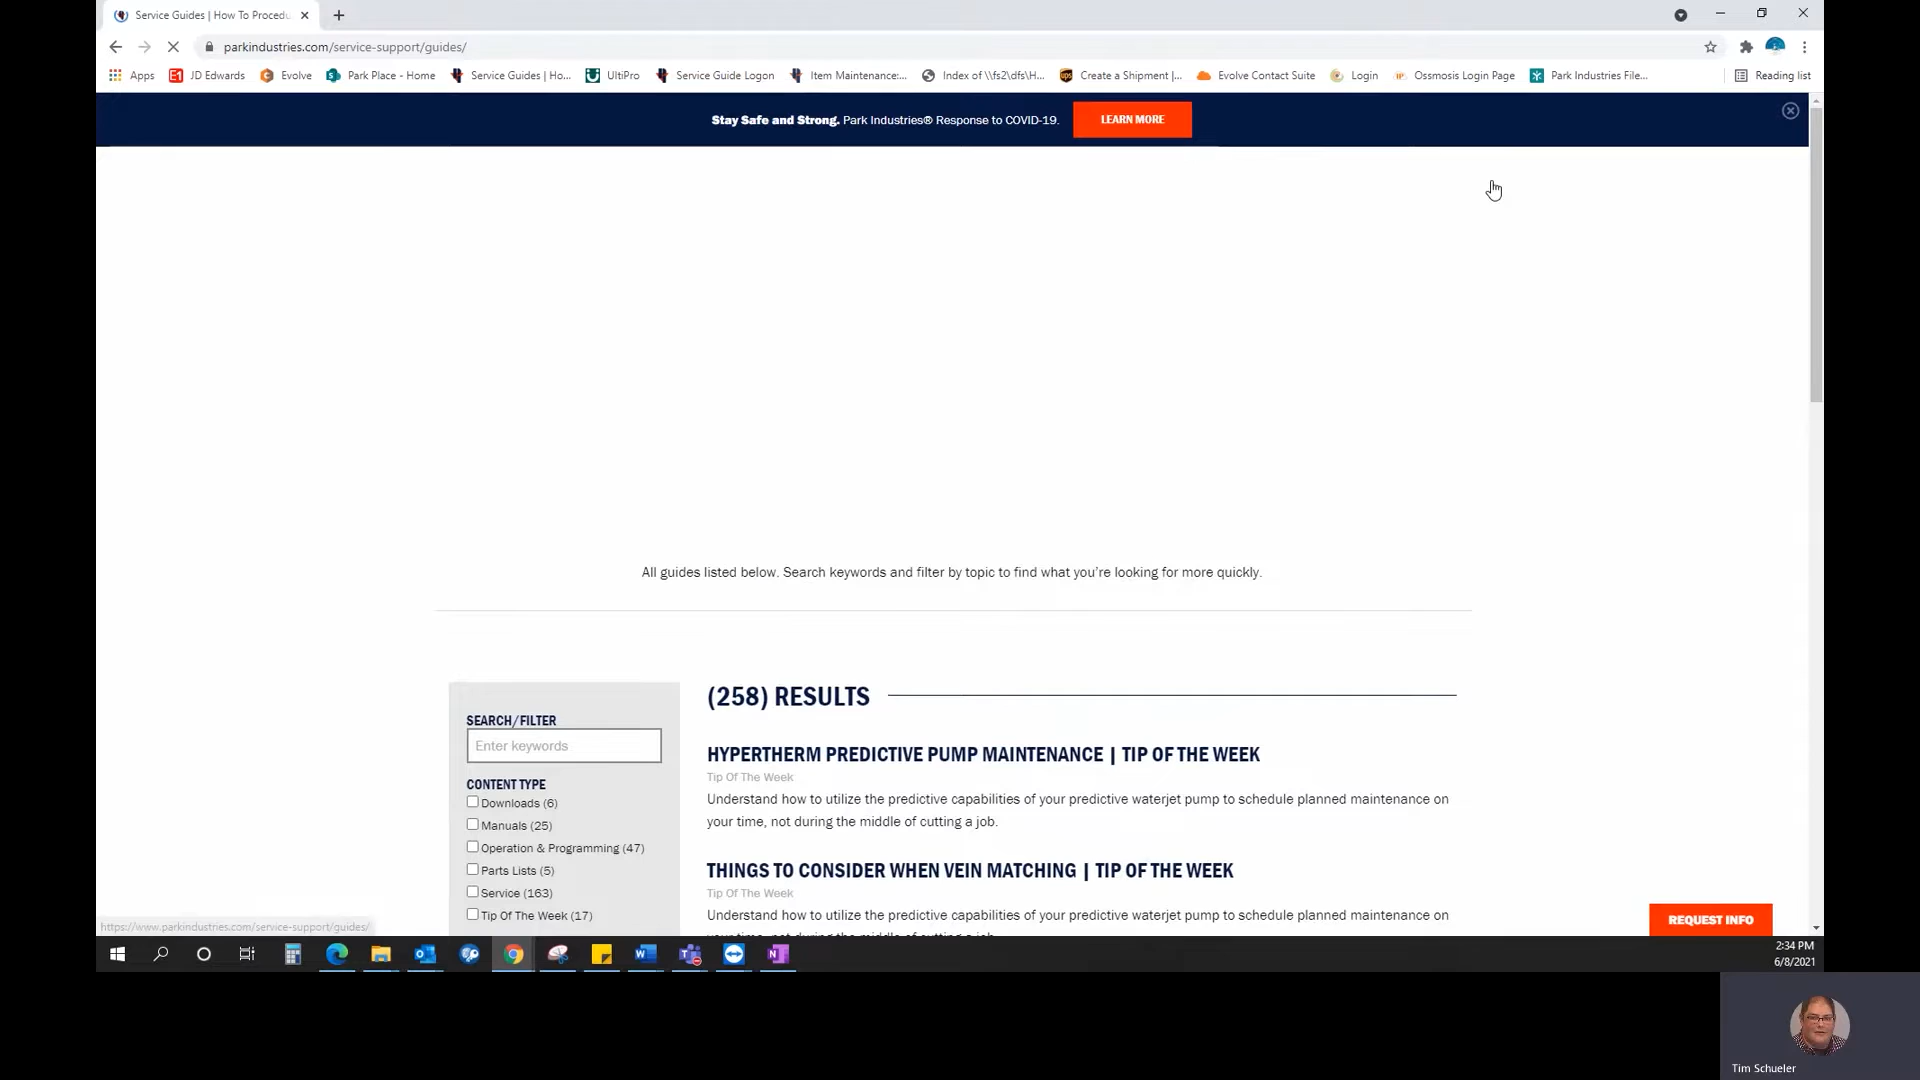 Service Guides | How To Procedu
parkindustries.com/service-support/guides/
Apps JD Edwards Evolve Park Place - Home Service Guides | Ho... UltiPro Service Guide Logon Item Maintenance:... Index of \\fs2\dfs\H... Create a Shipment |... Evolve Contact Suite Login Ossmosis Login Page Park Industries File... Reading list
Stay Safe and Strong. Park Industries® Response to COVID-19. LEARN MORE
All guides listed below. Search keywords and filter by topic to find what you're looking for more quickly.
SEARCH/FILTER
Enter keywords
CONTENT TYPE
Downloads (6)
Manuals (25)
Operation & Programming (47)
Parts Lists (5)
Service (163)
Tip Of The Week (17)
(258) RESULTS
HYPERTHERM PREDICTIVE PUMP MAINTENANCE | TIP OF THE WEEK
Tip Of The Week
Understand how to utilize the predictive capabilities of your predictive waterjet pump to schedule planned maintenance on
your time, not during the middle of cutting a job.
THINGS TO CONSIDER WHEN VEIN MATCHING | TIP OF THE WEEK
Tip Of The Week
Understand how to utilize the predictive capabilities of your predictive waterjet pump to schedule planned maintenance on
your time, not during the middle of cutting a job.
REQUEST INFO
https://www.parkindustries.com/service-support/guides/
2:34 PM
6/8/2021
Tim Schueler